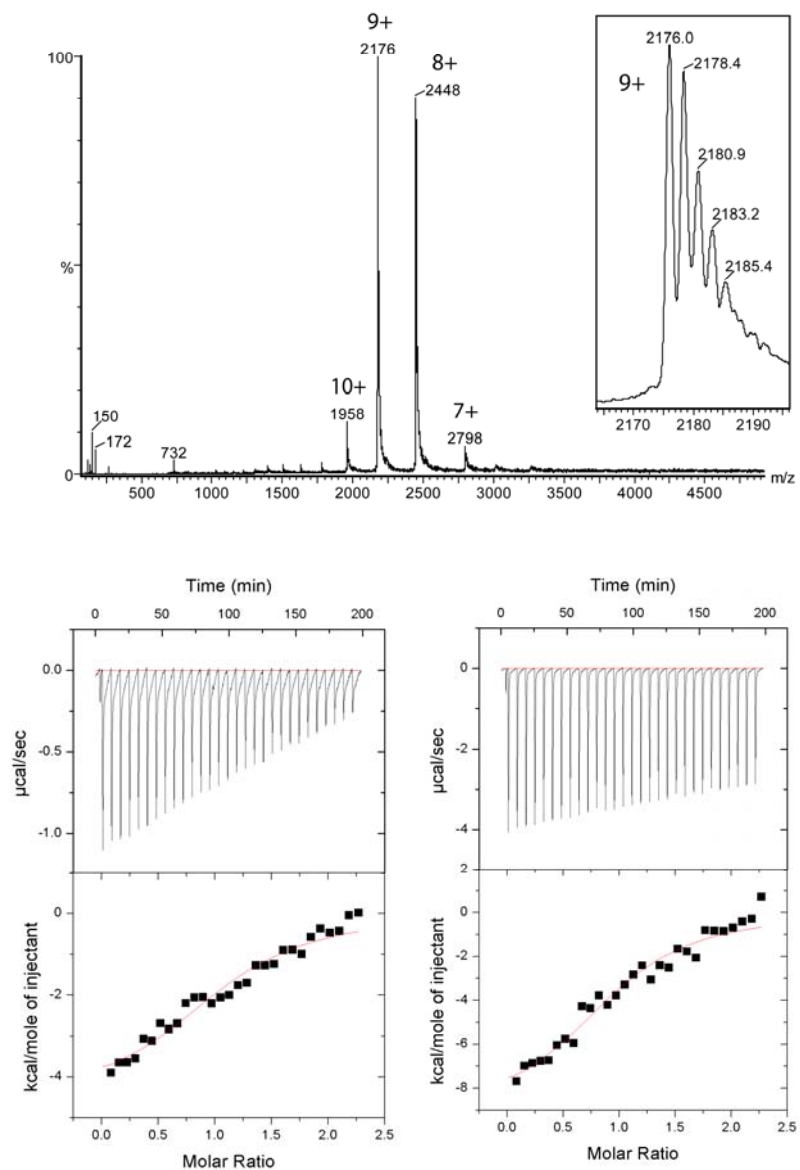 9+
2176
8+
2448
100
%
0
10+
1958
7+
2798
150
172
732
500 1000 1500 2000 2500 3000 3500 4000 4500 m/z
2176.0
9+
2178.4
2180.9
2183.2
2185.4
2170 2180 2190
Time (min)
0 50 100 150 200
0.0
-0.5
-1.0
µcal/sec
0
-2
-4
kcal/mole of injectant
0.0 0.5 1.0 1.5 2.0 2.5
Molar Ratio
Time (min)
0 50 100 150 200
0
-2
-4
2
µcal/sec
0
-2
-4
-6
-8
kcal/mole of injectant
0.0 0.5 1.0 1.5 2.0 2.5
Molar Ratio